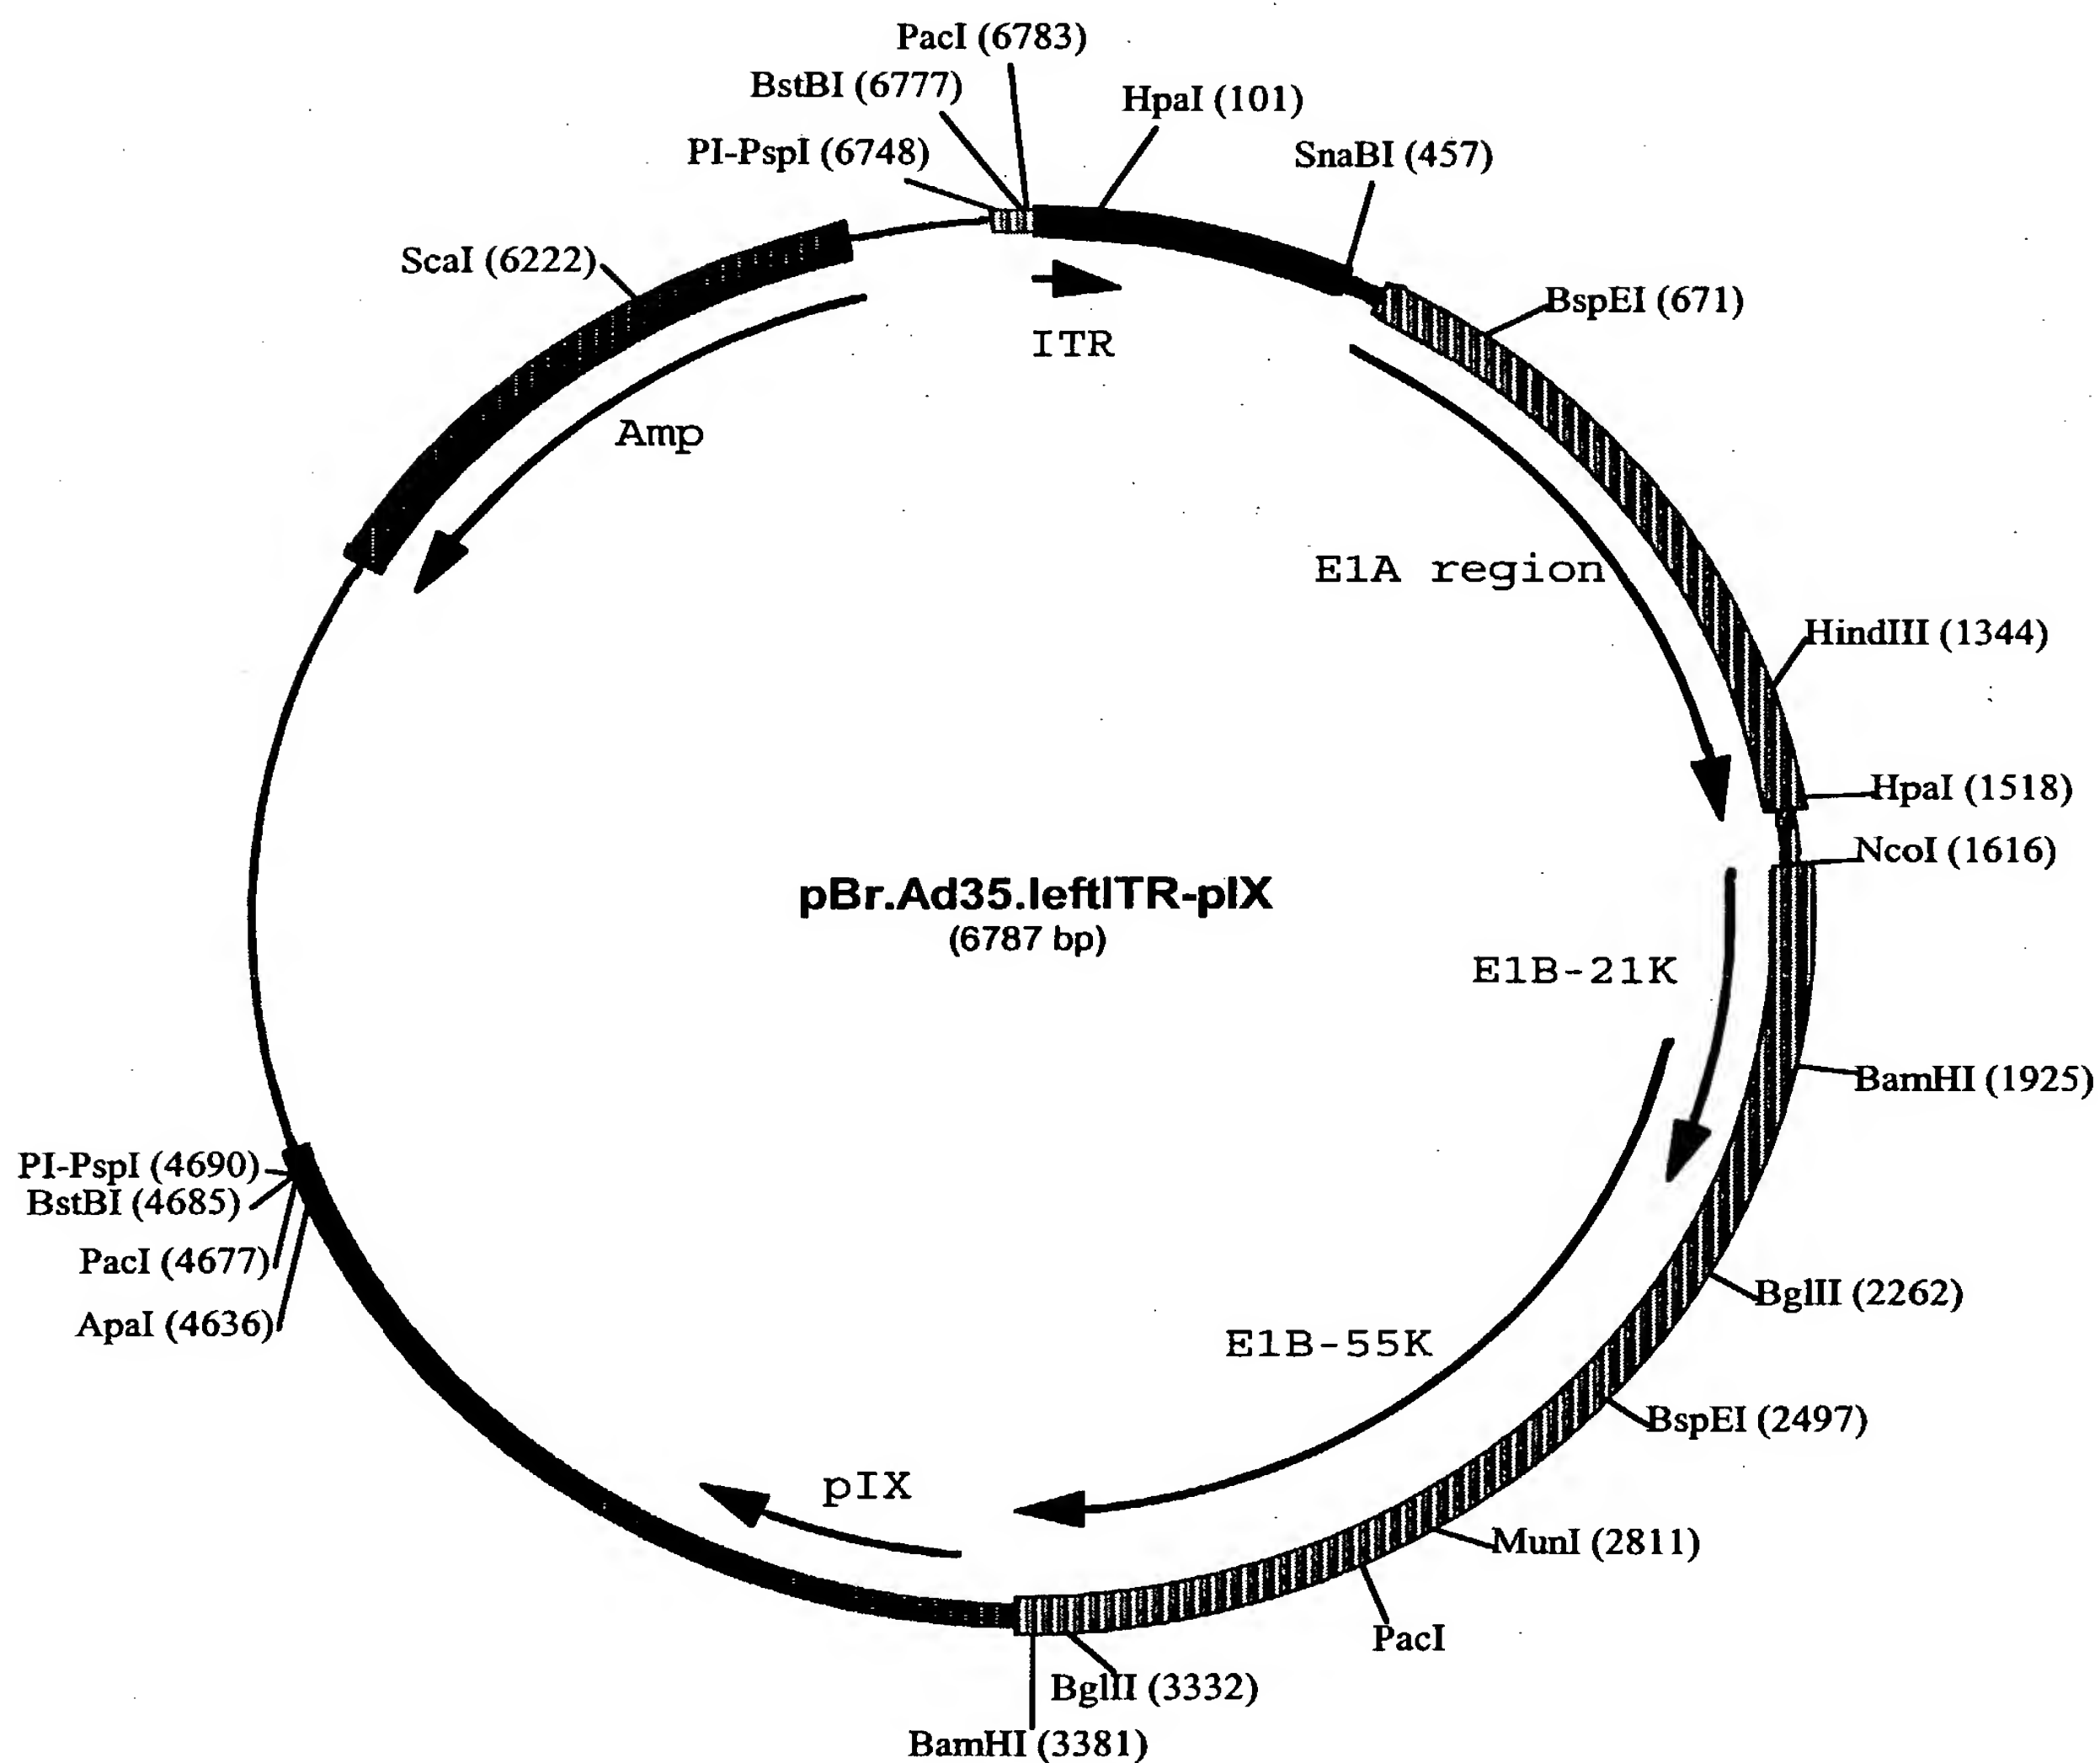 PacI (6783)
BstBI (6777)
HpaI (101)
PI-PspI (6748)
SnaBI (457)
ScaI (6222)
BspEI (671)
ITR
Amp
E1A region
HindIII (1344)
HpaI (1518)
NcoI (1616)
pBr.Ad35.leftITR-pIX
(6787 bp)
E1B-21K
BamHI (1925)
PI-PspI (4690)
BstBI (4685)
PacI (4677)
ApaI (4636)
BglII (2262)
E1B-55K
BspEI (2497)
pIX
MunI (2811)
PacI
BglII (3332)
BamHI (3381)